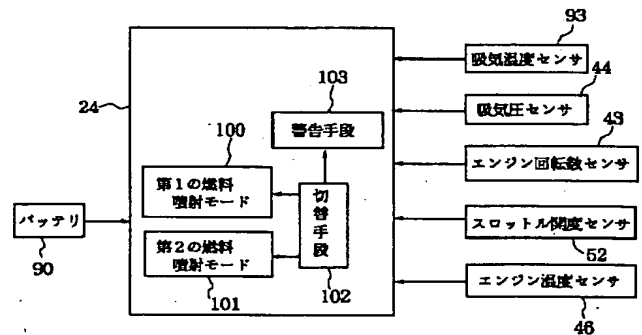 93
吸気温度センサ
44
吸気圧センサ
43
エンジン回転数センサ
スロットル開度センサ
52
エンジン温度センサ
46
24
103
警告手段
100
第1の燃料
噴射モード
切替手段
102
第2の燃料
噴射モード
101
バッテリ
90